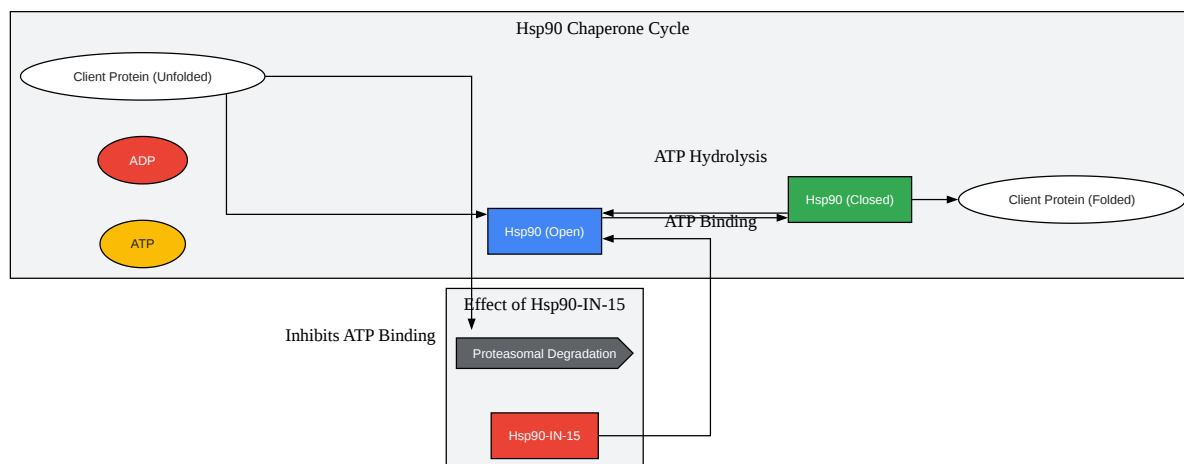 Hsp90 Chaperone Cycle
Client Protein (Unfolded)
ADP
ATP Hydrolysis
Hsp90 (Closed)
Client Protein (Folded)
ATP Binding
Hsp90 (Open)
ATP
Effect of Hsp90-IN-15
Inhibits ATP Binding
Proteasomal Degradation
Hsp90-IN-15